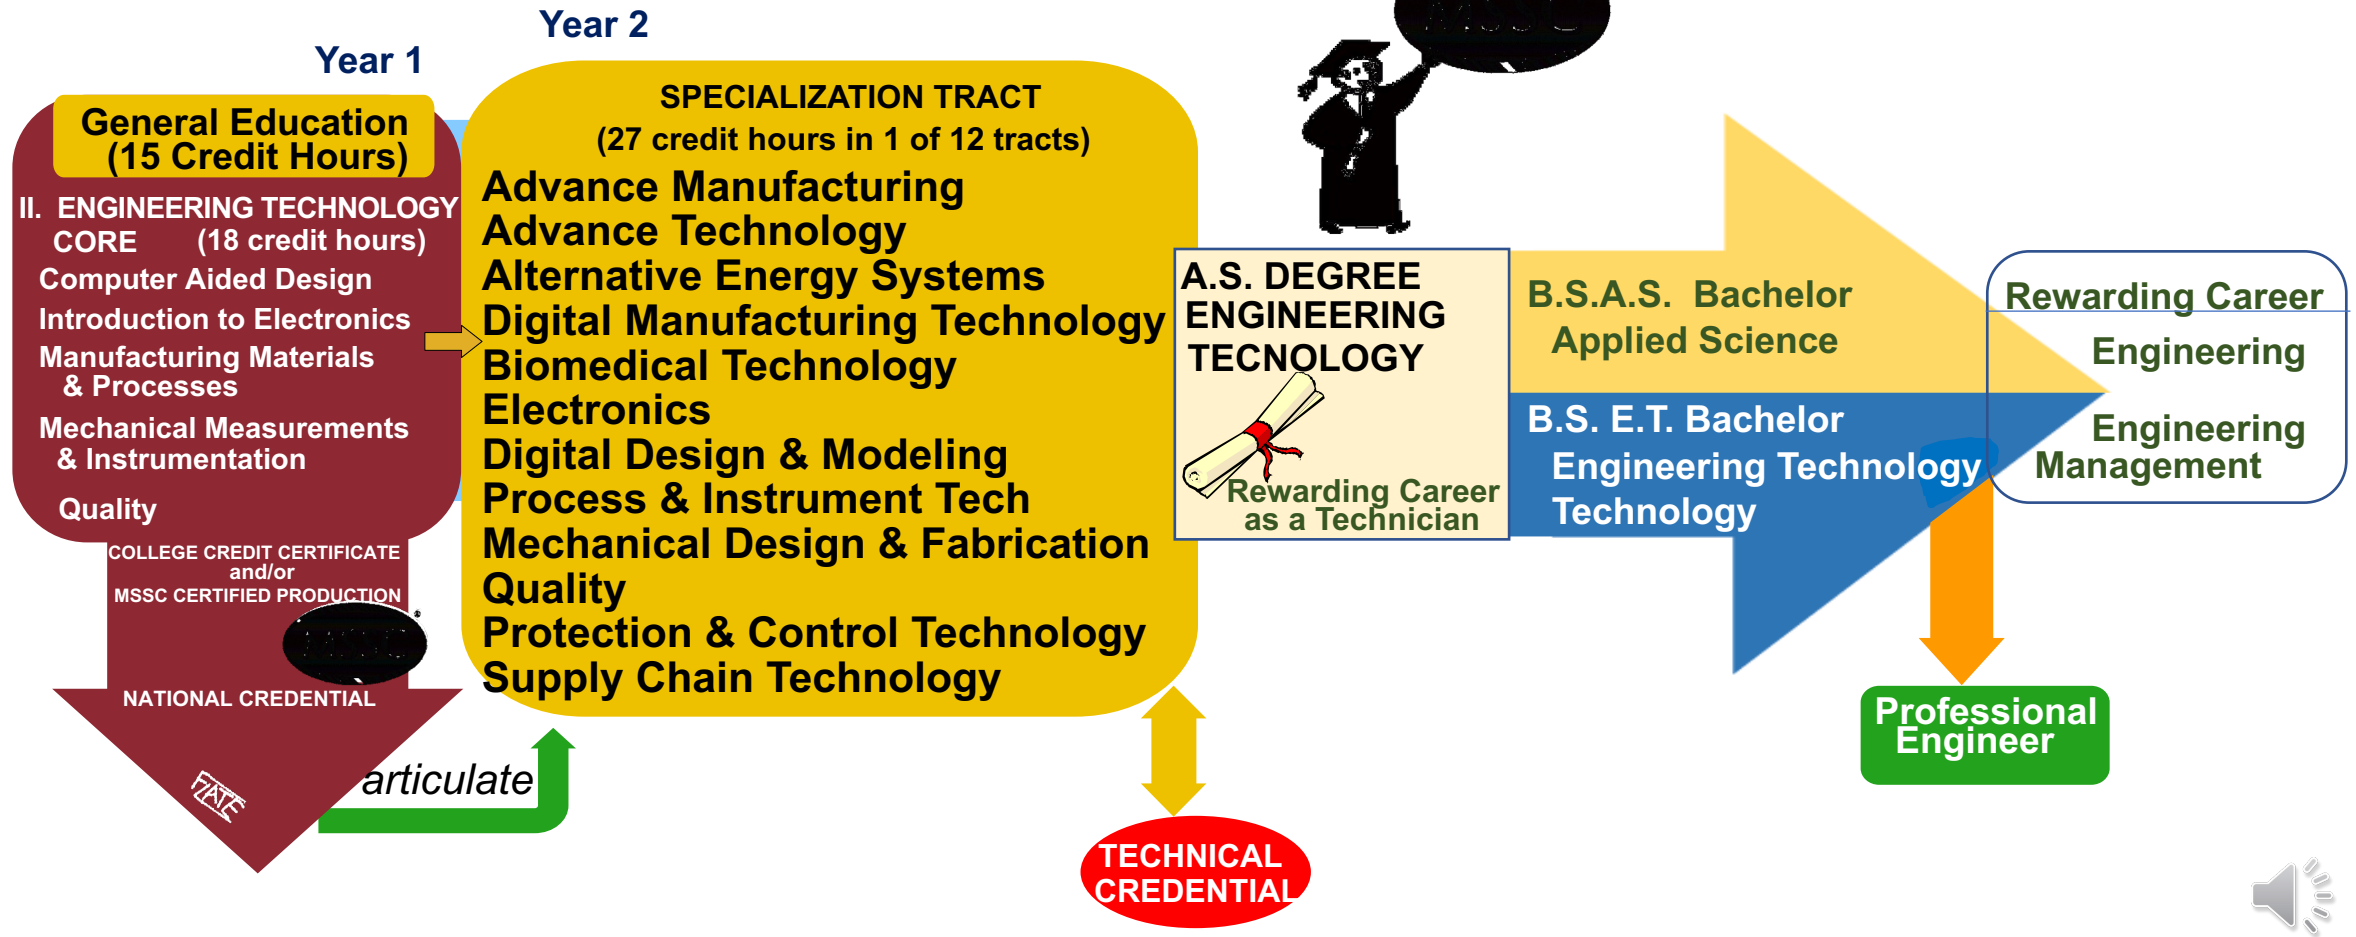 Year 1
Year 2
General Education
(15 Credit Hours)
II. ENGINEERING TECHNOLOGY
CORE (18 credit hours)
Computer Aided Design
Introduction to Electronics
Manufacturing Materials
& Processes
Mechanical Measurements
& Instrumentation
Quality
COLLEGE CREDIT CERTIFICATE
and/or
MSSC CERTIFIED PRODUCTION
NATIONAL CREDENTIAL
FLATE
articulate
SPECIALIZATION TRACT
(27 credit hours in 1 of 12 tracts)
Advance Manufacturing
Advance Technology
Alternative Energy Systems
Digital Manufacturing Technology
Biomedical Technology
Electronics
Digital Design & Modeling
Process & Instrument Tech
Mechanical Design & Fabrication
Quality
Protection & Control Technology
Supply Chain Technology
TECHNICAL
CREDENTIAL
MSSC
A.S. DEGREE
ENGINEERING
TECNOLOGY
Rewarding Career
as a Technician
B.S.A.S. Bachelor
Applied Science
B.S. E.T. Bachelor
Engineering Technology
Technology
Rewarding Career
Engineering
Engineering
Management
Professional
Engineer